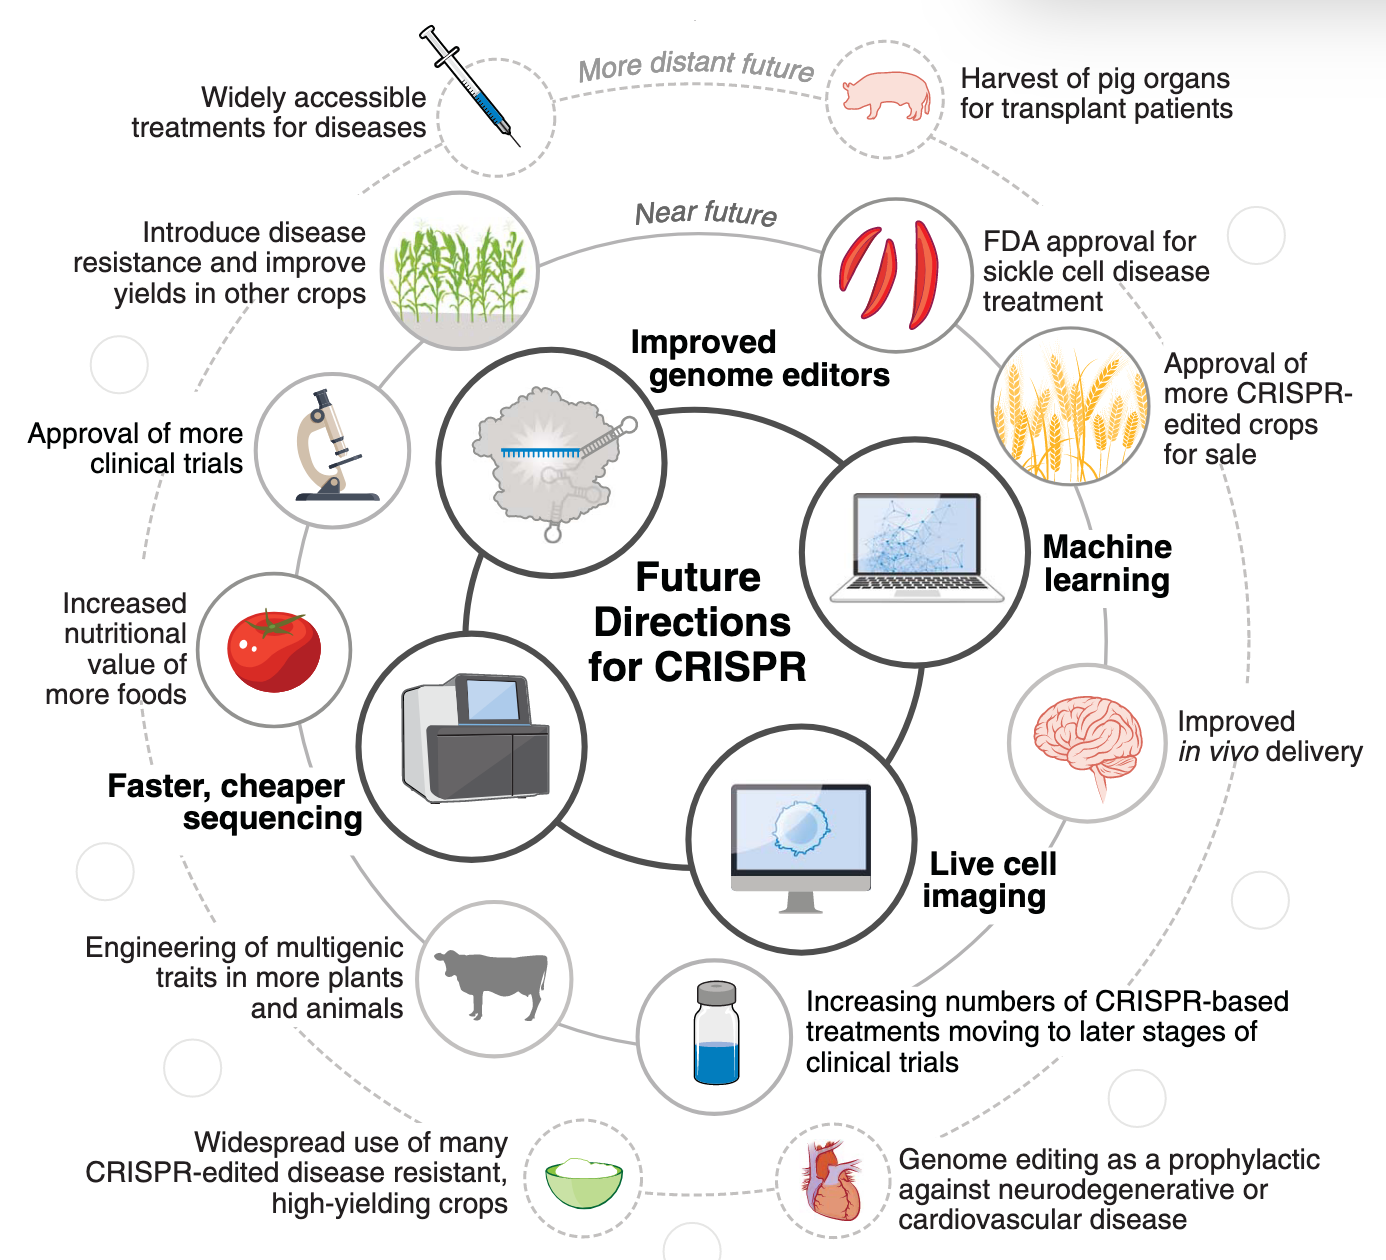 More distant future
Widely accessible
treatments for diseases
Harvest of pig organs
for transplant patients
Near future
Introduce disease
resistance and improve
yields in other crops
FDA approval for
sickle cell disease
treatment
Improved
genome editors
Approval of
more CRISPR-
edited crops
for sale
Approval of more
clinical trials
Machine
learning
Future
Directions
for CRISPR
Increased
nutritional
value of
more foods
Improved
in vivo delivery
Faster, cheaper
sequencing
Live cell
imaging
Engineering of multigenic
traits in more plants
and animals
Increasing numbers of CRISPR-based
treatments moving to later stages of
clinical trials
Widespread use of many
CRISPR-edited disease resistant,
high-yielding crops
Genome editing as a prophylactic
against neurodegenerative or
cardiovascular disease